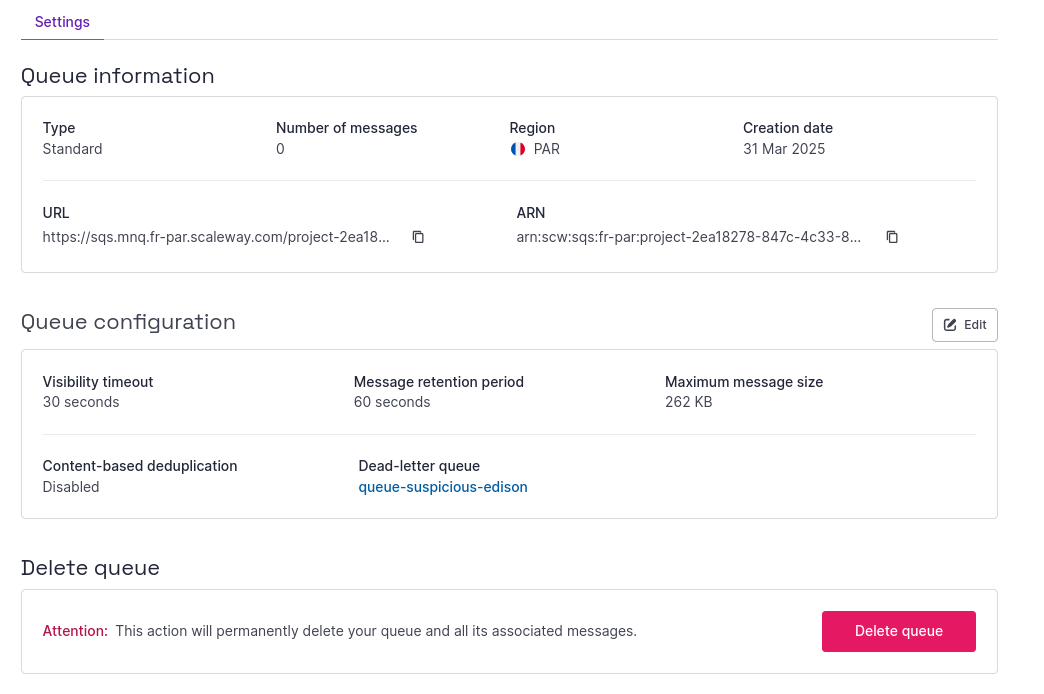 Settings
Queue information
Type Number of messages Region Creation date
Standard 0 PAR 31 Mar 2025
URL ARN
https://sqs.mnq.fr-par.scaleway.com/project-2ea18... arn:scw:sqs:fr-par:project-2ea18278-847c-4c33-8...
Queue configuration Edit
Visibility timeout Message retention period Maximum message size
30 seconds 60 seconds 262 KB
Content-based deduplication Dead-letter queue
Disabled queue-suspicious-edison
Delete queue
Attention: This action will permanently delete your queue and all its associated messages. Delete queue